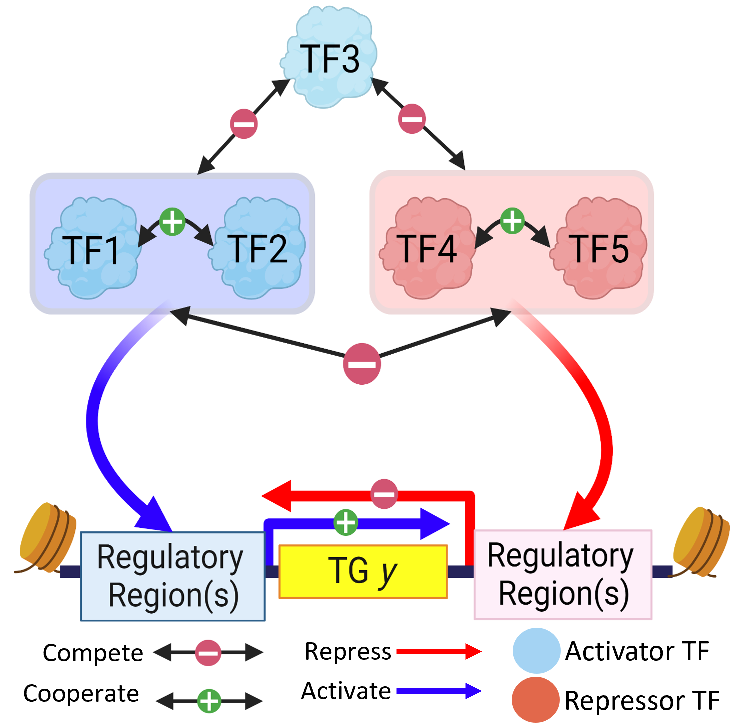 TF3
TF1
TF2
TF4
TF5
Regulatory
Region(s)
TG y
Regulatory
Region(s)
Compete
Repress
Activator TF
Cooperate
Activate
Repressor TF